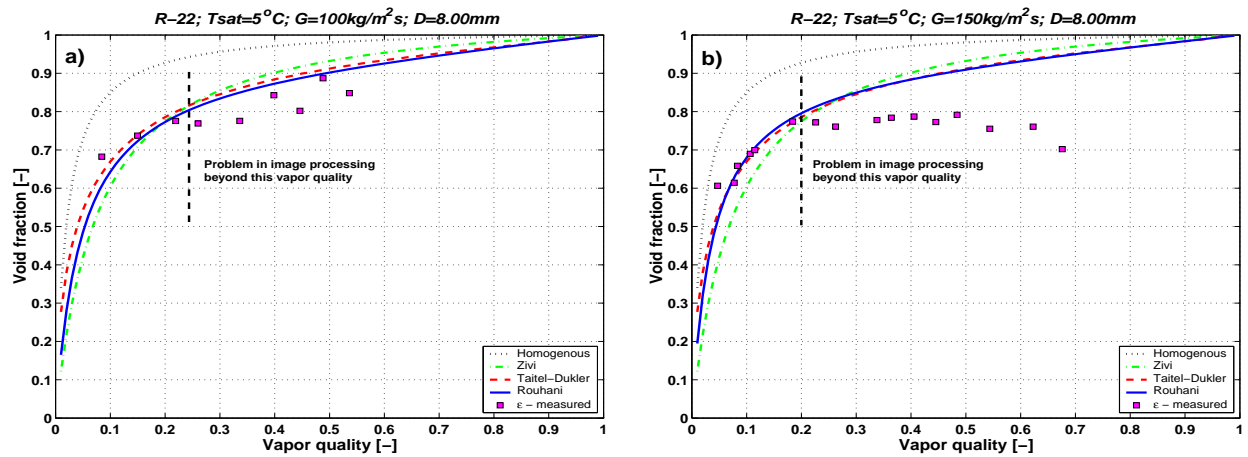 R−22; Tsat=5°C; G=100kg/m²s; D=8.00mm
a)
Void fraction [−]
1
0.9
0.8
0.7
0.6
0.5
0.4
0.3
0.2
0.1
0
Problem in image processing
beyond this vapor quality
Homogenous
Zivi
Taitel−Dukler
Rouhani
ε − measured
0 0.1 0.2 0.3 0.4 0.5 0.6 0.7 0.8 0.9 1
Vapor quality [−]
R−22; Tsat=5°C; G=150kg/m²s; D=8.00mm
b)
Void fraction [−]
1
0.9
0.8
0.7
0.6
0.5
0.4
0.3
0.2
0.1
0
Problem in image processing
beyond this vapor quality
Homogenous
Zivi
Taitel−Dukler
Rouhani
ε − measured
0 0.1 0.2 0.3 0.4 0.5 0.6 0.7 0.8 0.9 1
Vapor quality [−]